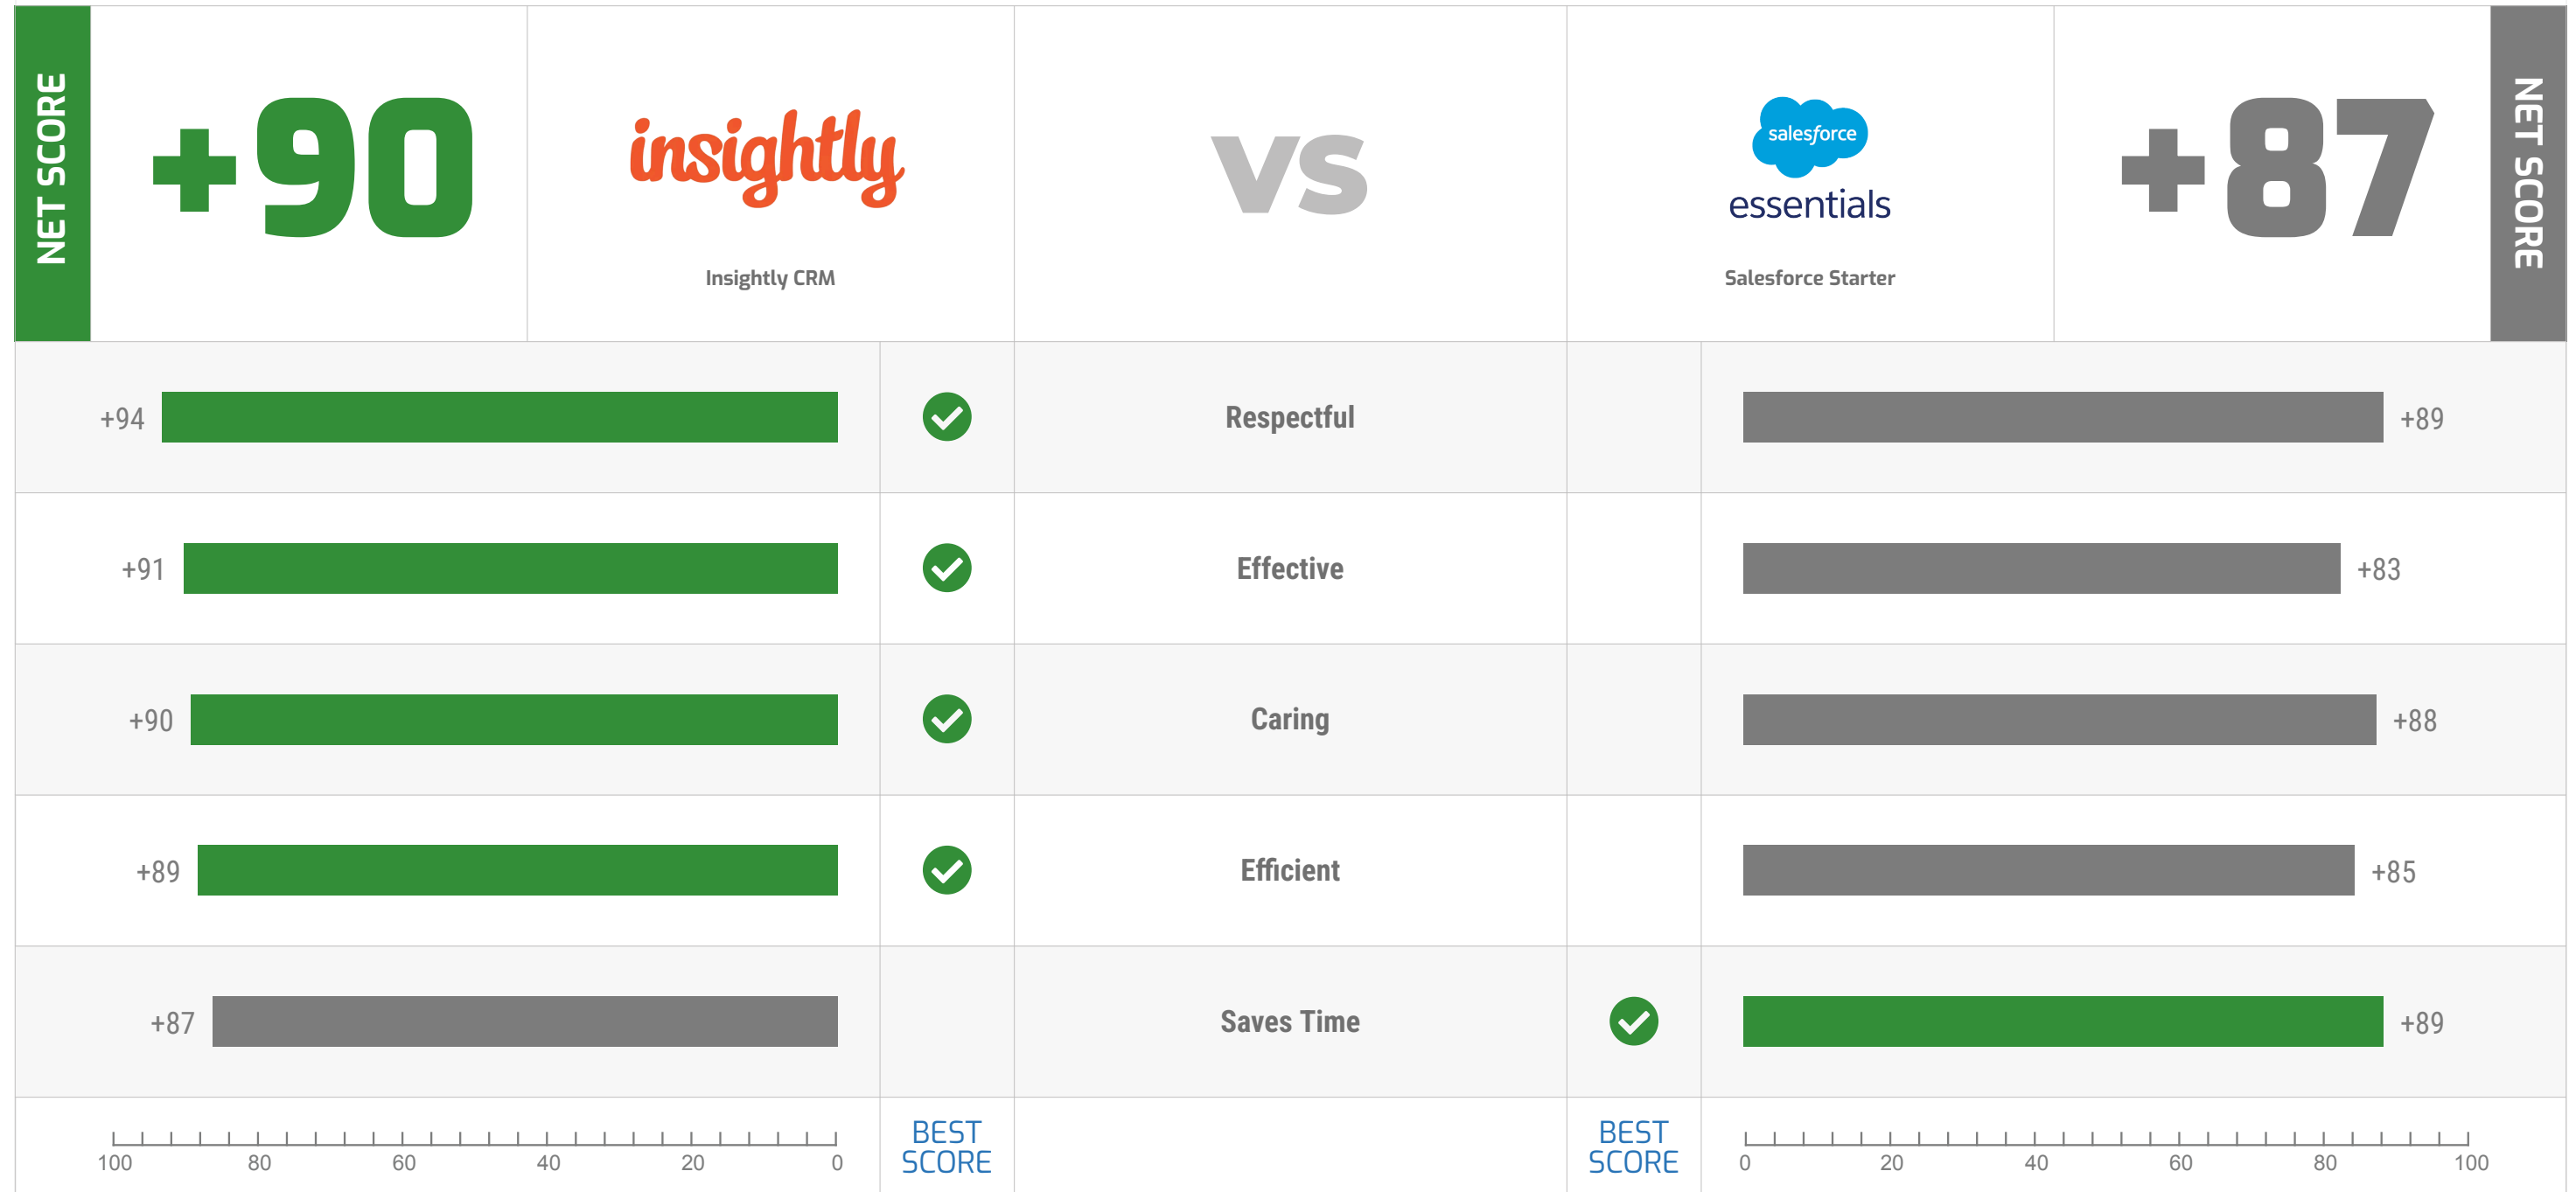 NET SCORE
+90
insightly
Insightly CRM
VS
salesforce
essentials
Salesforce Starter
+87
NET SCORE
+94
Respectful
+89
+91
Effective
+83
+90
Caring
+88
+89
Efficient
+85
+87
Saves Time
+89
100 80 60 40 20 0
BEST
SCORE
BEST
SCORE
0 20 40 60 80 100